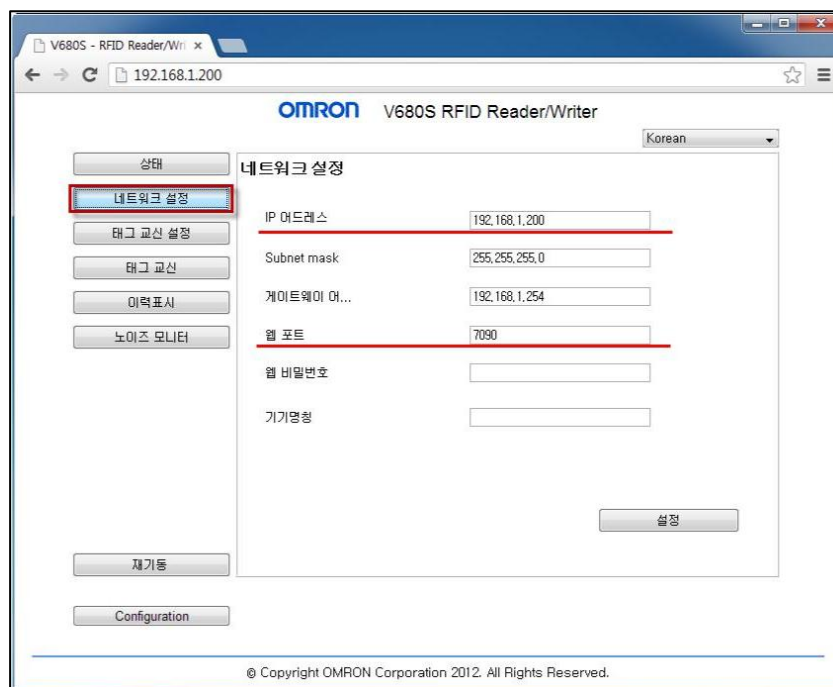 V680S - RFID Reader/Wri
192.168.1.200
OMRON V680S RFID Reader/Writer
Korean
상태
네트워크 설정
태그 교신 설정
태그 교신
이력표시
노이즈 모니터
재기동
Configuration
네트워크 설정
IP 어드레스 192,168,1,200
Subnet mask 255,255,255,0
게이트웨이 어... 192,168,1,254
웹 포트 7090
웹 비밀번호
기기명칭
설정
© Copyright OMRON Corporation 2012. All Rights Reserved.